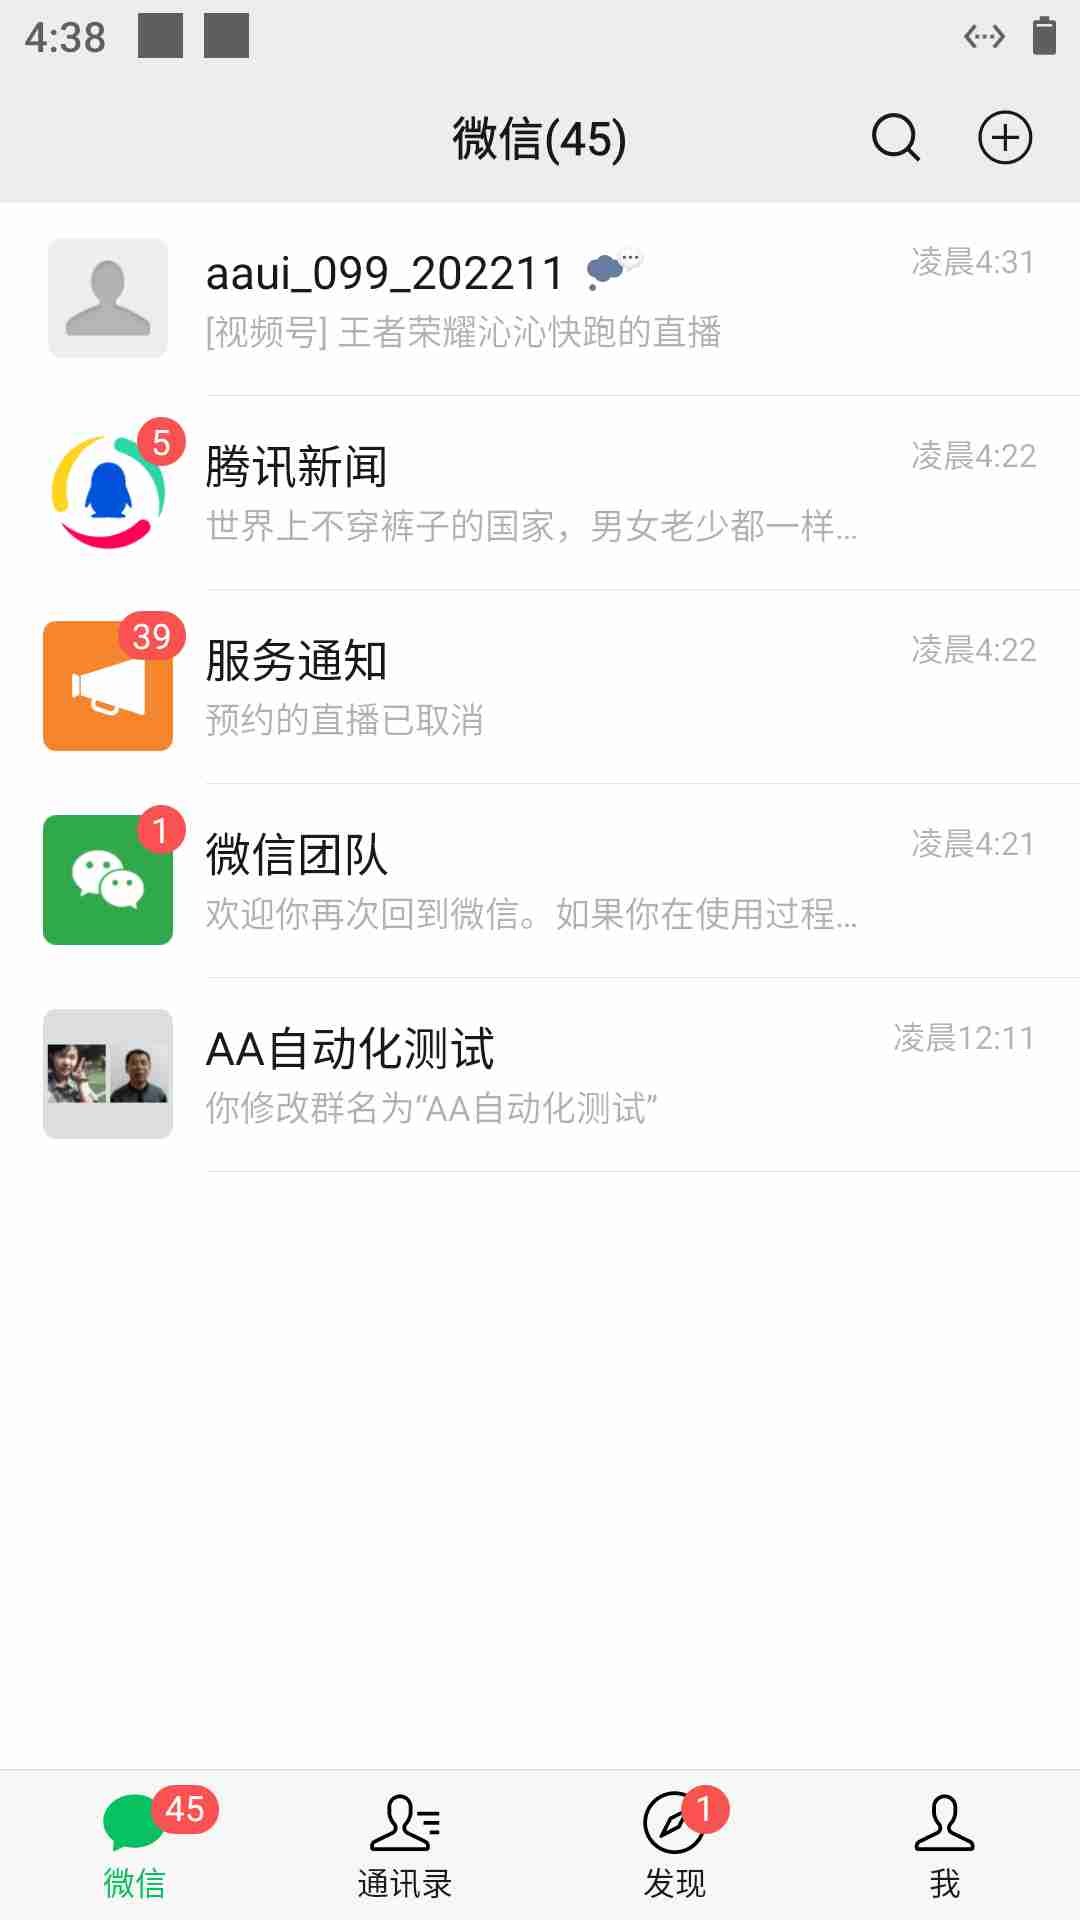 4:38
微信(45)
aaui_099_202211
凌晨4:31
[视频号] 王者荣耀沁沁快跑的直播
5
腾讯新闻
凌晨4:22
世界上不穿裤子的国家，男女老少都一样...
39
服务通知
凌晨4:22
预约的直播已取消
1
微信团队
凌晨4:21
欢迎你再次回到微信。如果你在使用过程...
AA自动化测试
凌晨12:11
你修改群名为“AA自动化测试”
45
1
微信
通讯录
发现
我